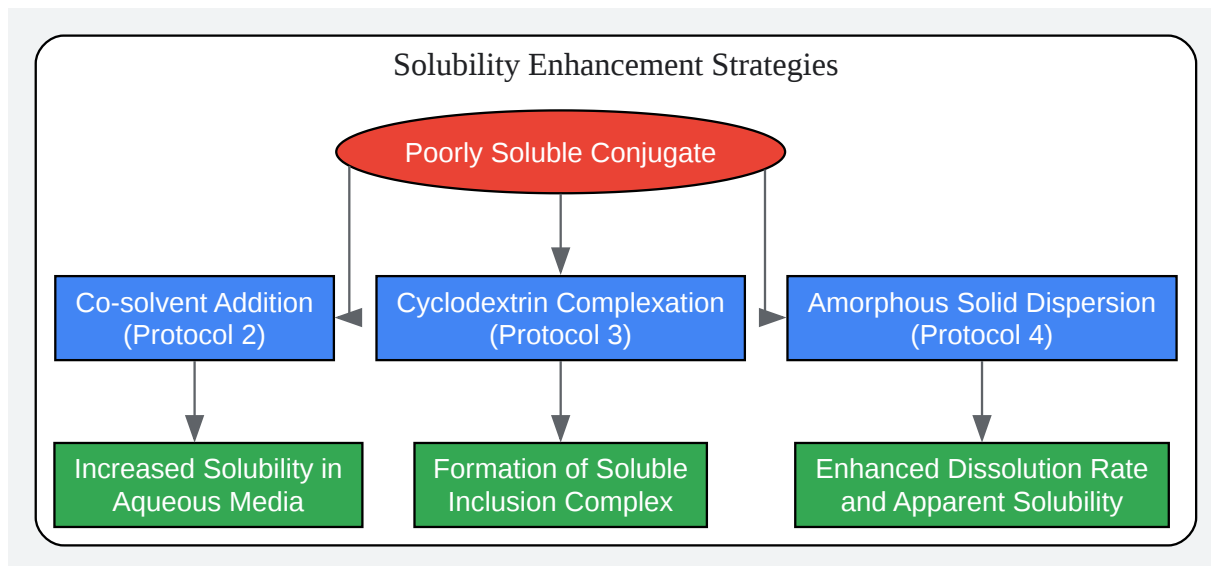 Solubility Enhancement Strategies
Poorly Soluble Conjugate
Co-solvent Addition
(Protocol 2)
Cyclodextrin Complexation
(Protocol 3)
Amorphous Solid Dispersion
(Protocol 4)
Increased Solubility in
Aqueous Media
Formation of Soluble
Inclusion Complex
Enhanced Dissolution Rate
and Apparent Solubility